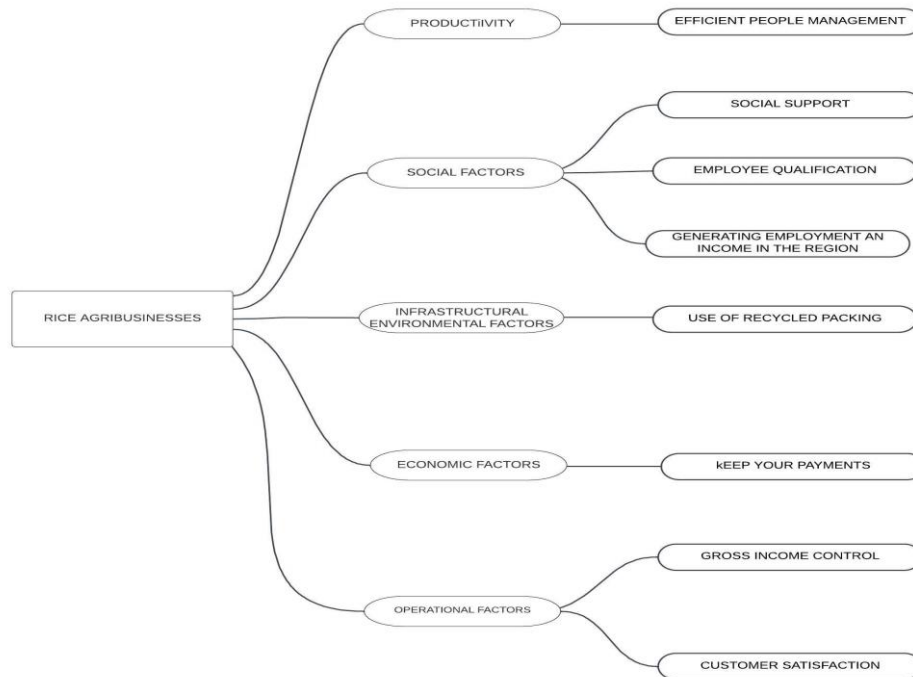 PRODUCTiIVITY
EFFICIENT PEOPLE MANAGEMENT
SOCIAL SUPPORT
SOCIAL FACTORS
EMPLOYEE QUALIFICATION
GENERATING EMPLOYMENT AN
INCOME IN THE REGION
RICE AGRIBUSINESSES
INFRASTRUCTURAL
ENVIRONMENTAL FACTORS
USE OF RECYCLED PACKING
ECONOMIC FACTORS
kEEP YOUR PAYMENTS
GROSS INCOME CONTROL
OPERATIONAL FACTORS
CUSTOMER SATISFACTION